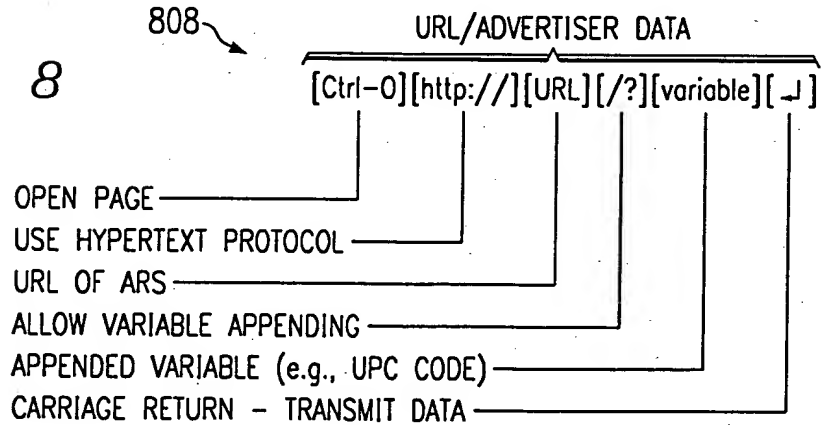 808
URL/ADVERTISER DATA
8
[Ctrl-O][http://][URL][/?][variable][↵]
OPEN PAGE
USE HYPERTEXT PROTOCOL
URL OF ARS
ALLOW VARIABLE APPENDING
APPENDED VARIABLE (e.g., UPC CODE)
CARRIAGE RETURN - TRANSMIT DATA